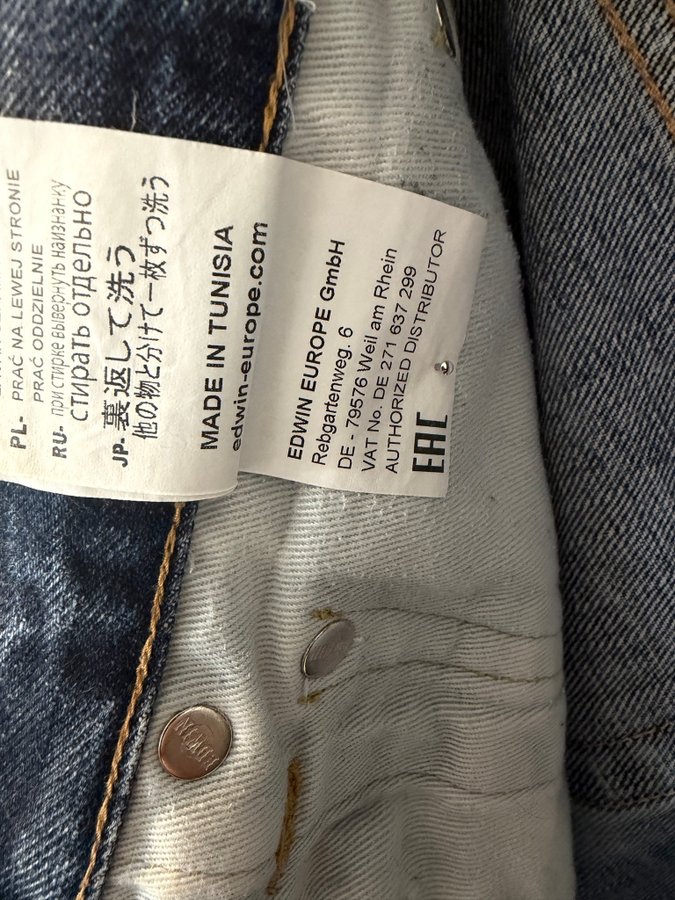 PL- PRAĆ NA LEWEJ STRONIE
PRAĆ ODDZIELNIE
RU- при стирке вывернуть наизнанку
стирать отдельно
JP- 裏返して洗う
他の物と分けて一枚ずつ洗う
MADE IN TUNISIA
edwin-europe.com
EDWIN EUROPE GmbH
Rebgartenweg. 6
DE - 79576 Weil am Rhein
VAT No. DE 271 637 299
AUTHORIZED DISTRIBUTOR
EAC
EDWIN